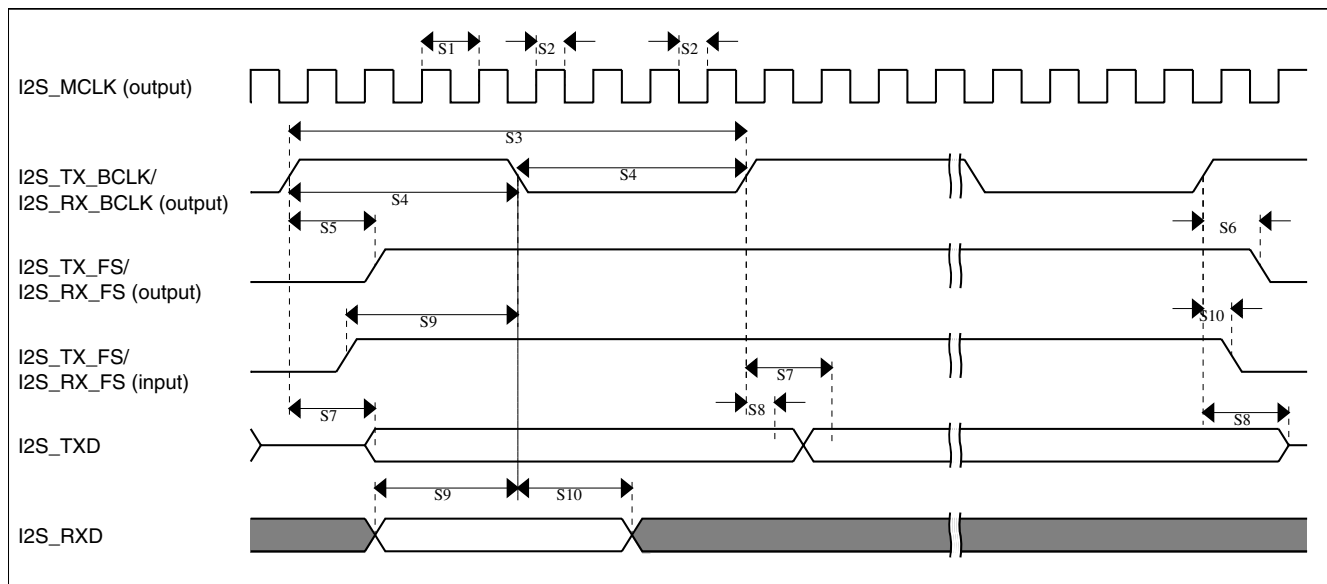 S1 S2 S2
I2S_MCLK (output)
S3
I2S_TX_BCLK/
I2S_RX_BCLK (output)
S4
S4
S5 S6
I2S_TX_FS/
I2S_RX_FS (output)
S9 S10
I2S_TX_FS/
I2S_RX_FS (input)
S7
S7 S8 S8
I2S_TXD
S9 S10
I2S_RXD